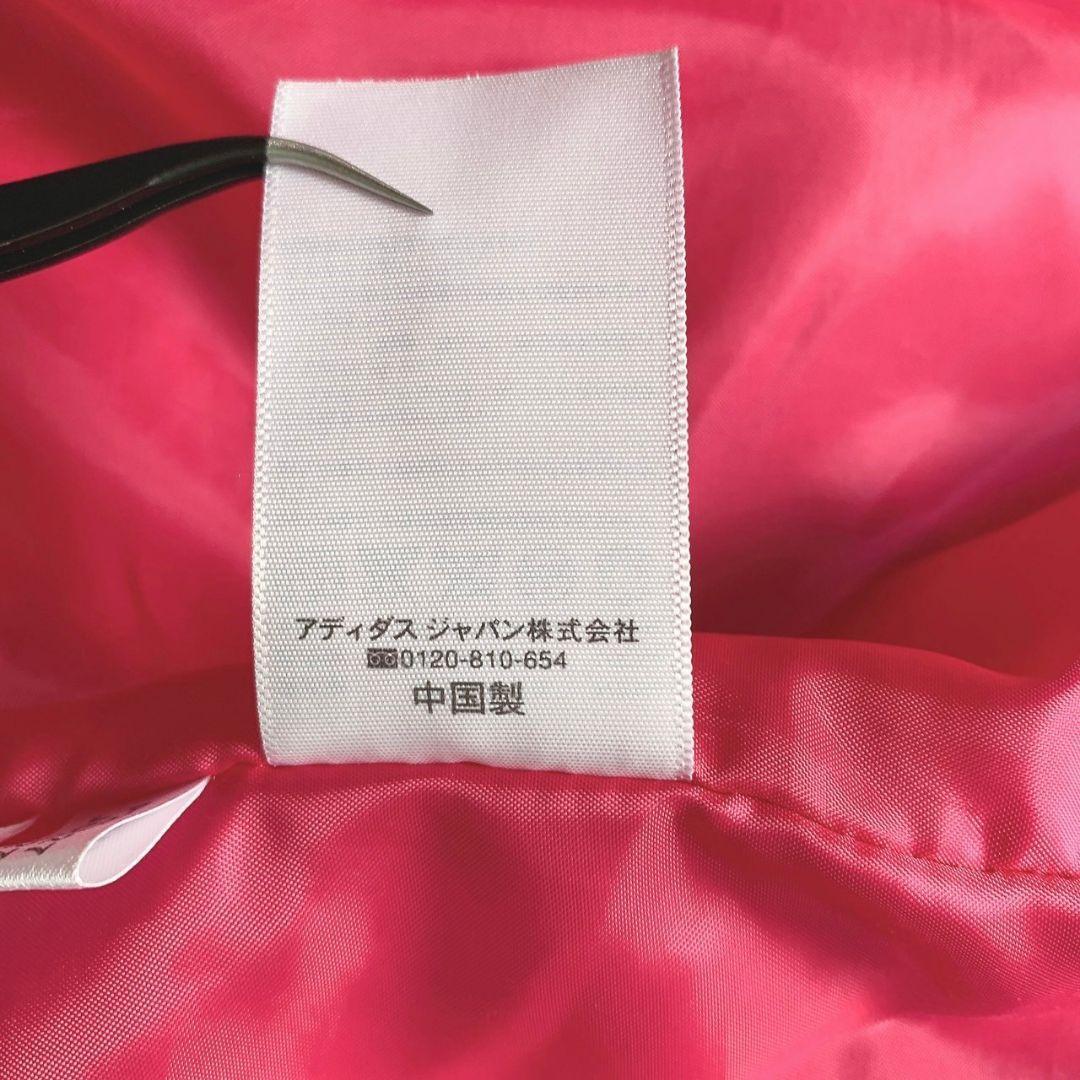 アディダス ジャパン株式会社
0120-810-654
中国製